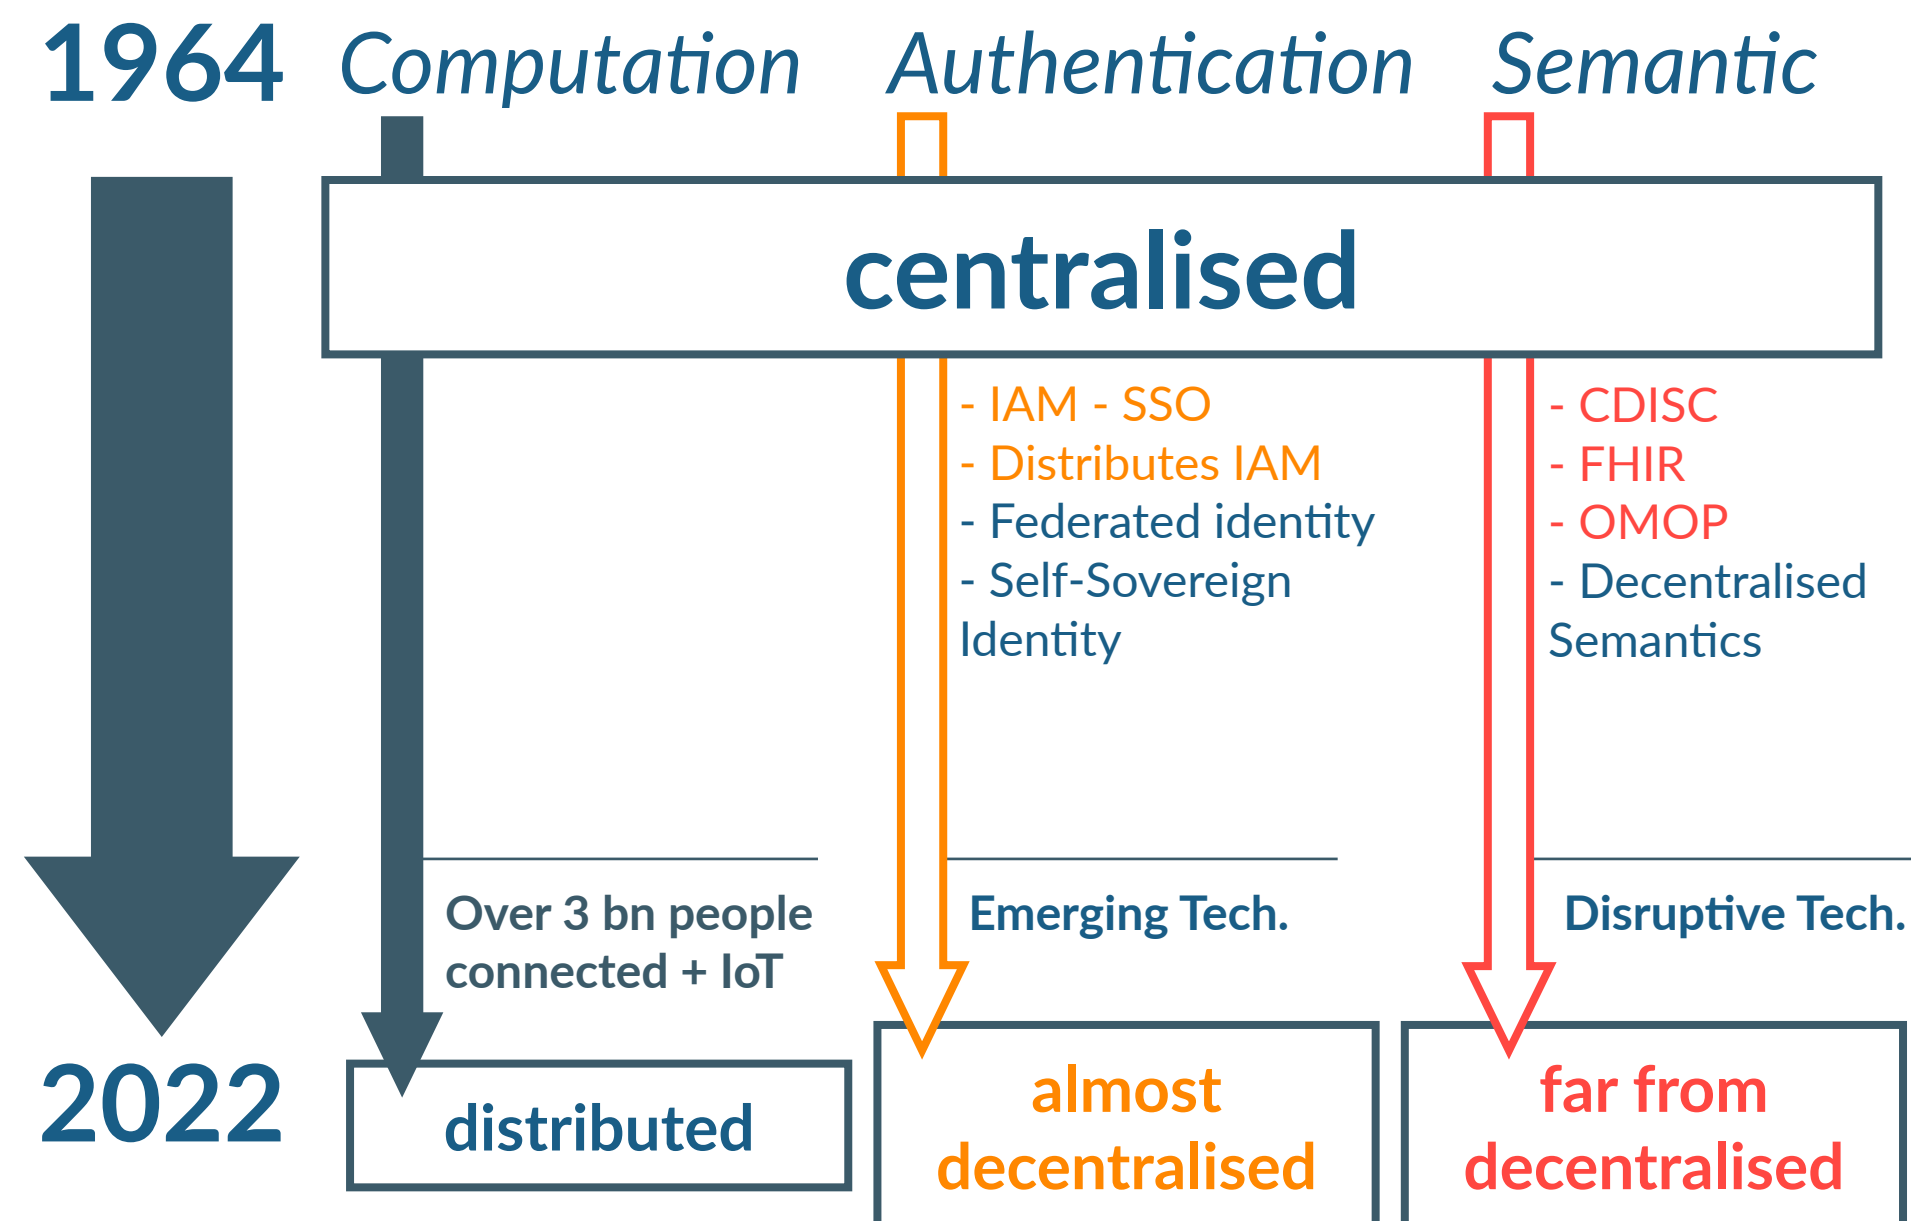 1964
Computation
Authentication
Semantic
centralised
- IAM - SSO
- Distributes IAM
- Federated identity
- Self-Sovereign
Identity
- CDISC
- FHIR
- OMOP
- Decentralised
Semantics
Over 3 bn people
connected + IoT
Emerging Tech.
Disruptive Tech.
2022
distributed
almost
decentralised
far from
decentralised